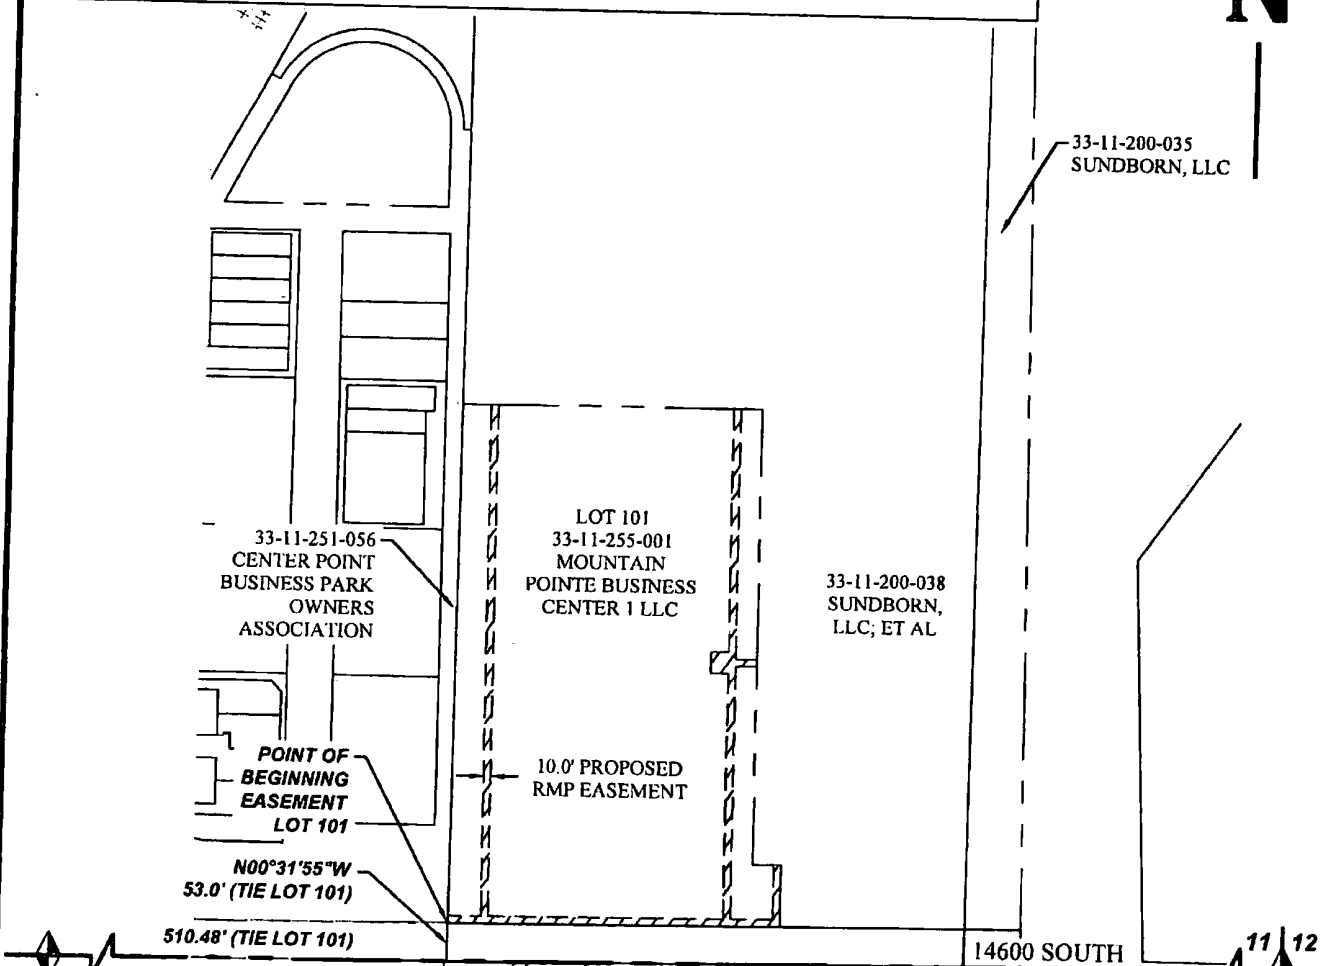 N
33-11-200-035
SUNDBORN, LLC
LOT 101
33-11-255-001
MOUNTAIN
POINTE BUSINESS
CENTER 1 LLC
33-11-251-056
CENTER POINT
BUSINESS PARK
OWNERS
ASSOCIATION
33-11-200-038
SUNDBORN,
LLC; ET AL
POINT OF
BEGINNING
EASEMENT
LOT 101
10.0' PROPOSED
RMP EASEMENT
N00°31'55"W
53.0' (TIE LOT 101)
510.48' (TIE LOT 101)
14600 SOUTH
11 12